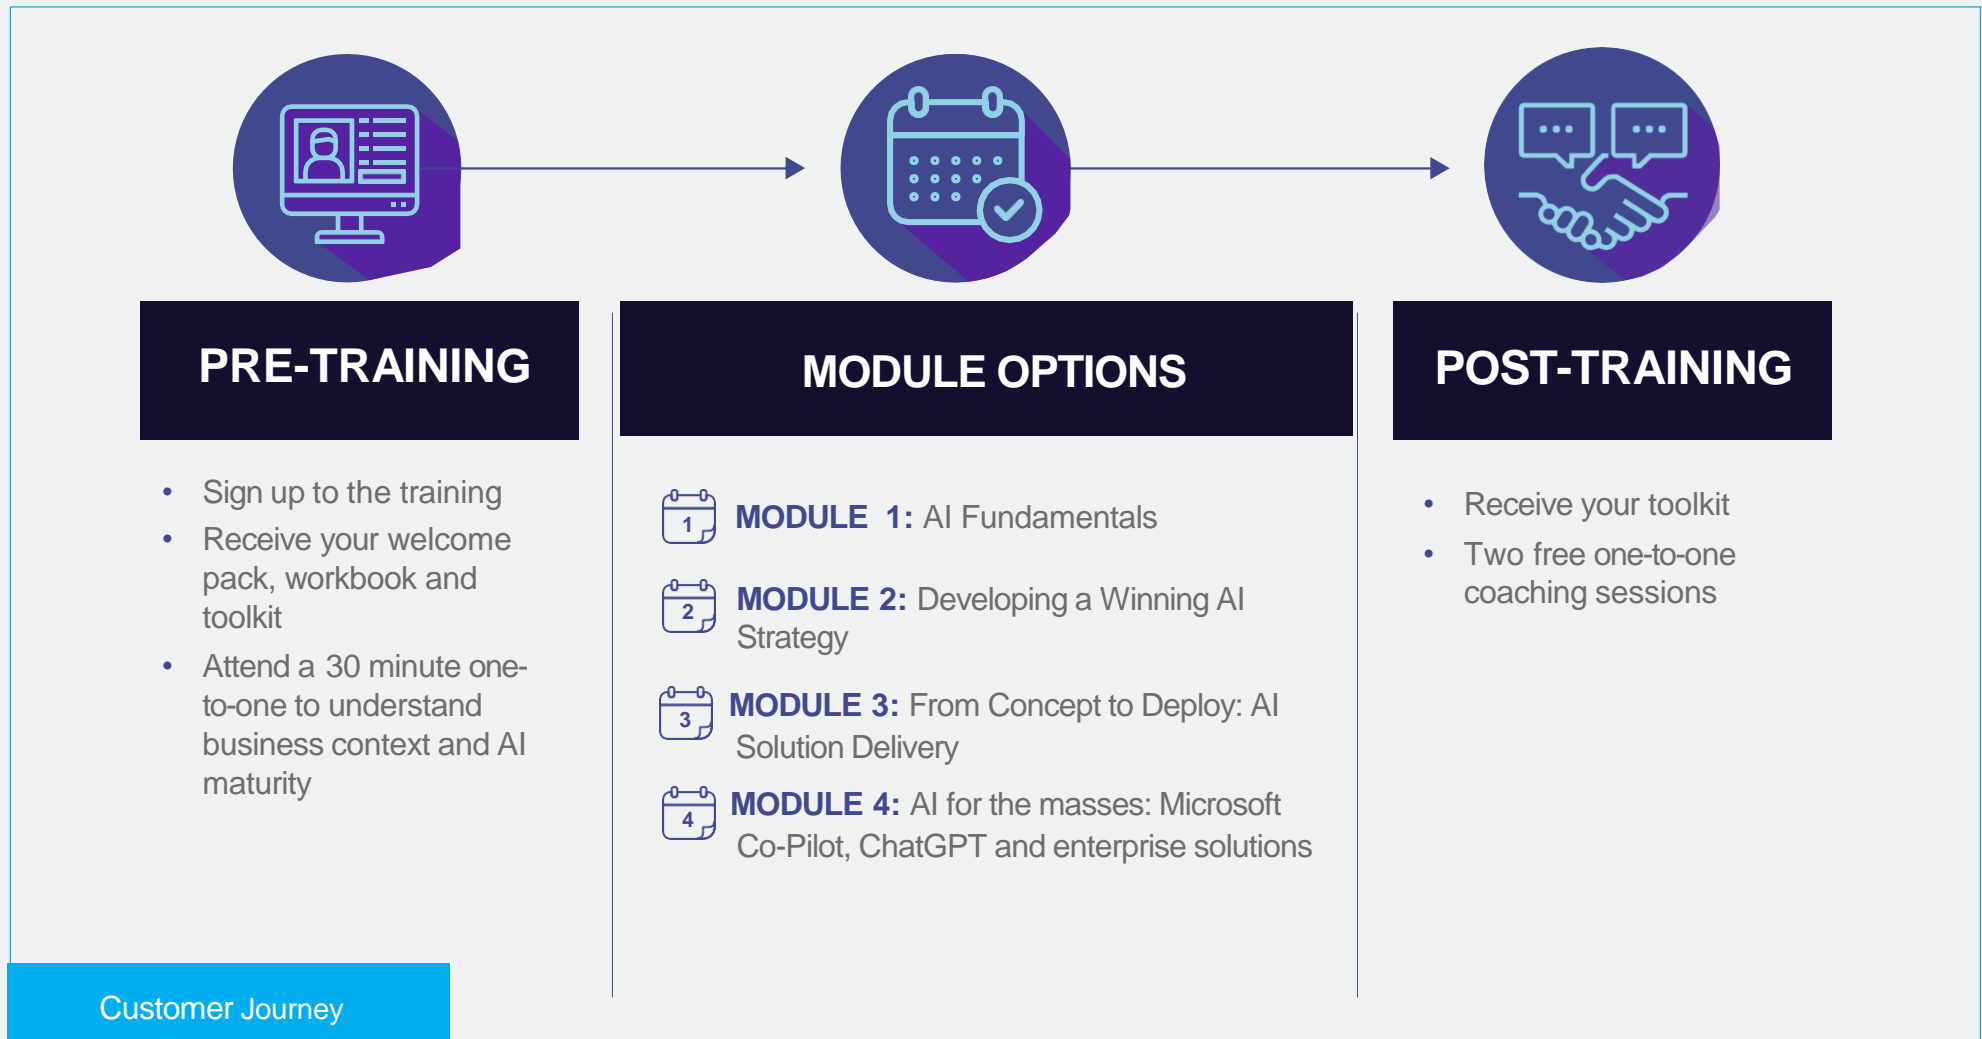 PRE-TRAINING
• Sign up to the training
• Receive your welcome
pack, workbook and
toolkit
• Attend a 30 minute one-
to-one to understand
business context and AI
maturity
MODULE OPTIONS
1
MODULE 1: AI Fundamentals
2
MODULE 2: Developing a Winning AI
Strategy
3
MODULE 3: From Concept to Deploy: AI
Solution Delivery
4
MODULE 4: AI for the masses: Microsoft
Co-Pilot, ChatGPT and enterprise solutions
POST-TRAINING
• Receive your toolkit
• Two free one-to-one
coaching sessions
Customer Journey